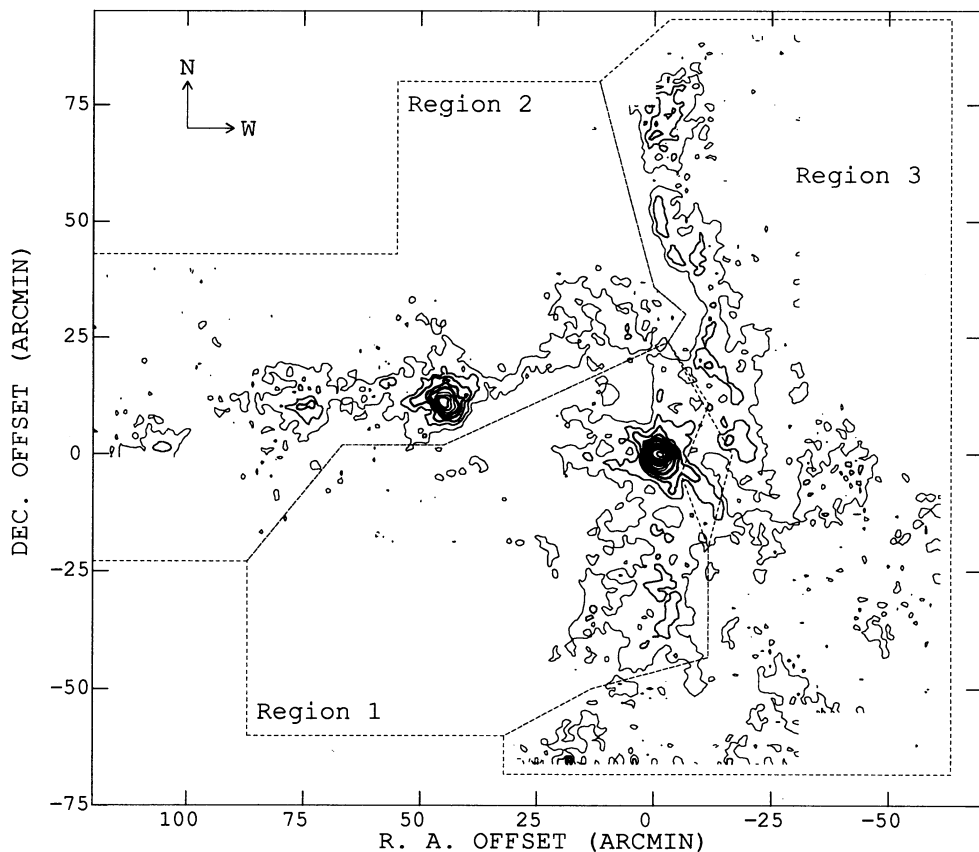 N
W
Region 2
Region 3
Region 1
DEC. OFFSET (ARCMIN)
75
50
25
0
−25
−50
−75
100
75
50
25
0
−25
−50
R. A. OFFSET (ARCMIN)